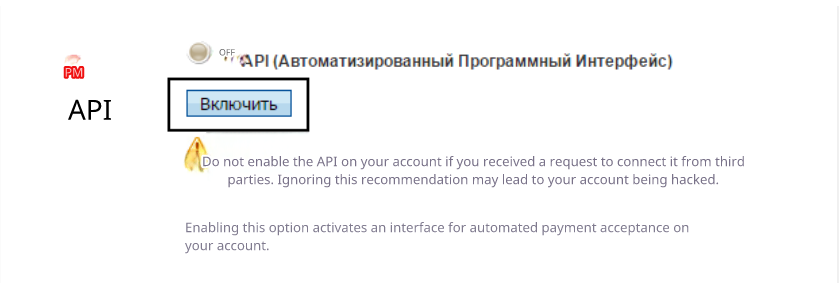 OFF
API (Автоматизированный Программный Интерфейс)
PM
API
Включить
Do not enable the API on your account if you received a request to connect it from third
parties. Ignoring this recommendation may lead to your account being hacked.
Enabling this option activates an interface for automated payment acceptance on
your account.